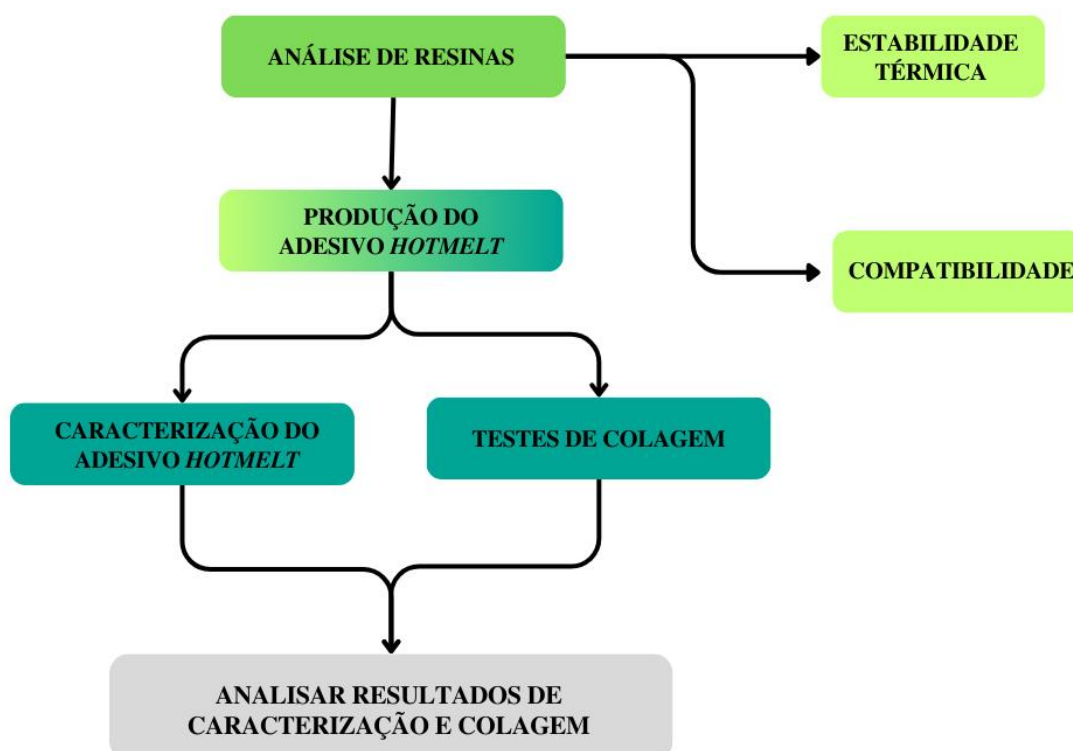 ANÁLISE DE RESINAS
ESTABILIDADE
TÉRMICA
PRODUÇÃO DO
ADESIVO HOTMELT
COMPATIBILIDADE
CARACTERIZAÇÃO DO
ADESIVO HOTMELT
TESTES DE COLAGEM
ANALISAR RESULTADOS DE
CARACTERIZAÇÃO E COLAGEM